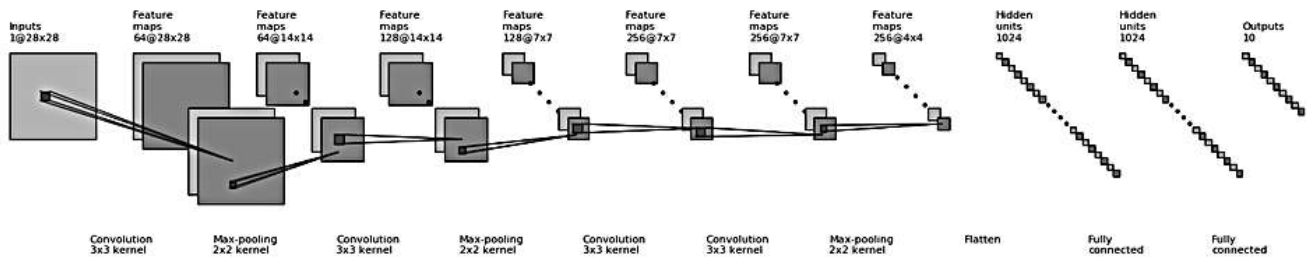 Inputs
1@28x28
Feature
maps
64@28x28
Feature
maps
64@14x14
Feature
maps
128@14x14
Feature
maps
128@7x7
Feature
maps
256@7x7
Feature
maps
256@7x7
Feature
maps
256@4x4
Hidden
units
1024
Hidden
units
1024
Outputs
10
Convolution
3x3 kernel
Max-pooling
2x2 kernel
Convolution
3x3 kernel
Max-pooling
2x2 kernel
Convolution
3x3 kernel
Convolution
3x3 kernel
Max-pooling
2x2 kernel
Flatten
Fully
connected
Fully
connected